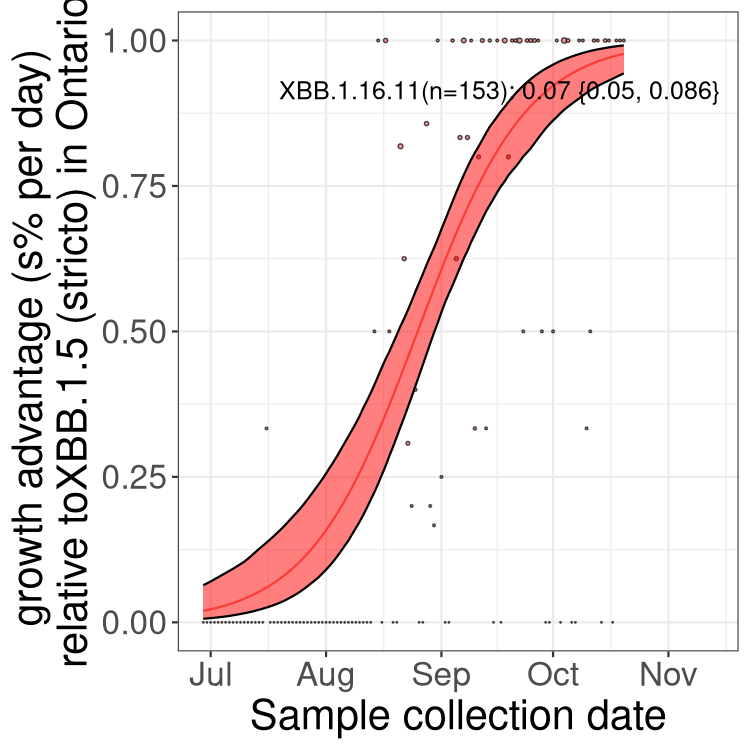 growth advantage (s% per day)
relative toXBB.1.5 (stricto) in Ontario
1.00
0.75
0.50
0.25
0.00
XBB.1.16.11(n=153): 0.07 {0.05, 0.086}
Jul Aug Sep Oct Nov
Sample collection date